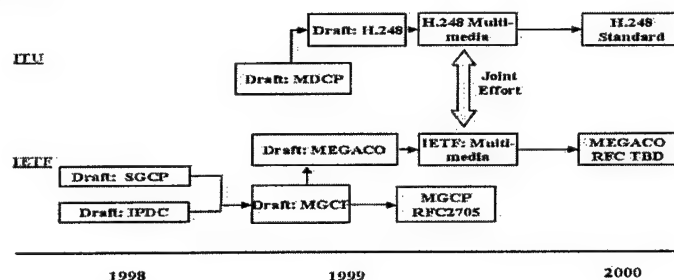 Draft: H.248
H.248 Multi-
media
H.248
Standard
ITU
Draft: MDCP
Joint
Effort
Draft: MEGACO
IETF: Multi-
media
MEGACO
RFC TBD
IETF
Draft: SGCP
Draft: IPDC
Draft: MGCP
MGCP
RFC2705
1998
1999
2000